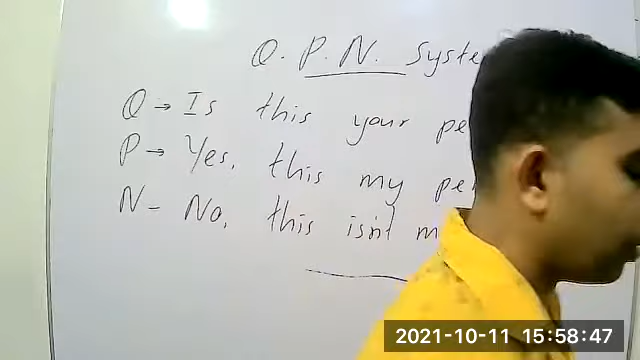 Q. P. N. Syste
Q → Is this your pe
P → Yes, this my pe
N - No, this isn't m
2021-10-11 15:58:47